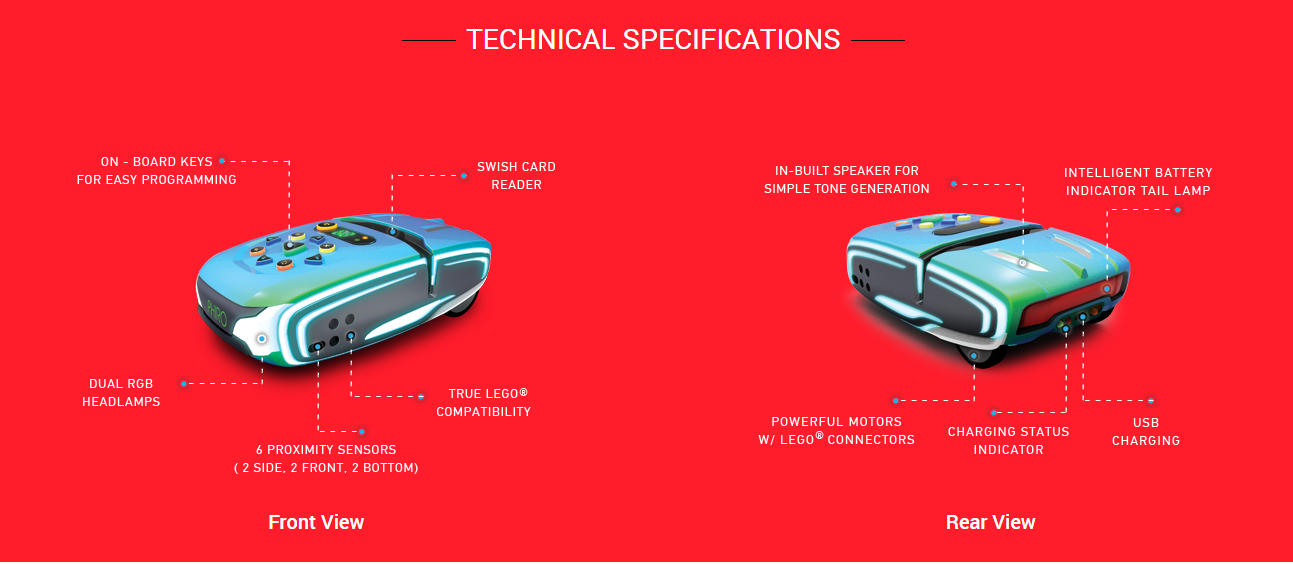 TECHNICAL SPECIFICATIONS
ON - BOARD KEYS
FOR EASY PROGRAMMING
SWISH CARD
READER
PHIRO
DUAL RGB
HEADLAMPS
TRUE LEGO®
COMPATIBILITY
6 PROXIMITY SENSORS
( 2 SIDE, 2 FRONT, 2 BOTTOM)
Front View
IN-BUILT SPEAKER FOR
SIMPLE TONE GENERATION
INTELLIGENT BATTERY
INDICATOR TAIL LAMP
POWERFUL MOTORS
W/ LEGO® CONNECTORS
CHARGING STATUS
INDICATOR
USB
CHARGING
Rear View